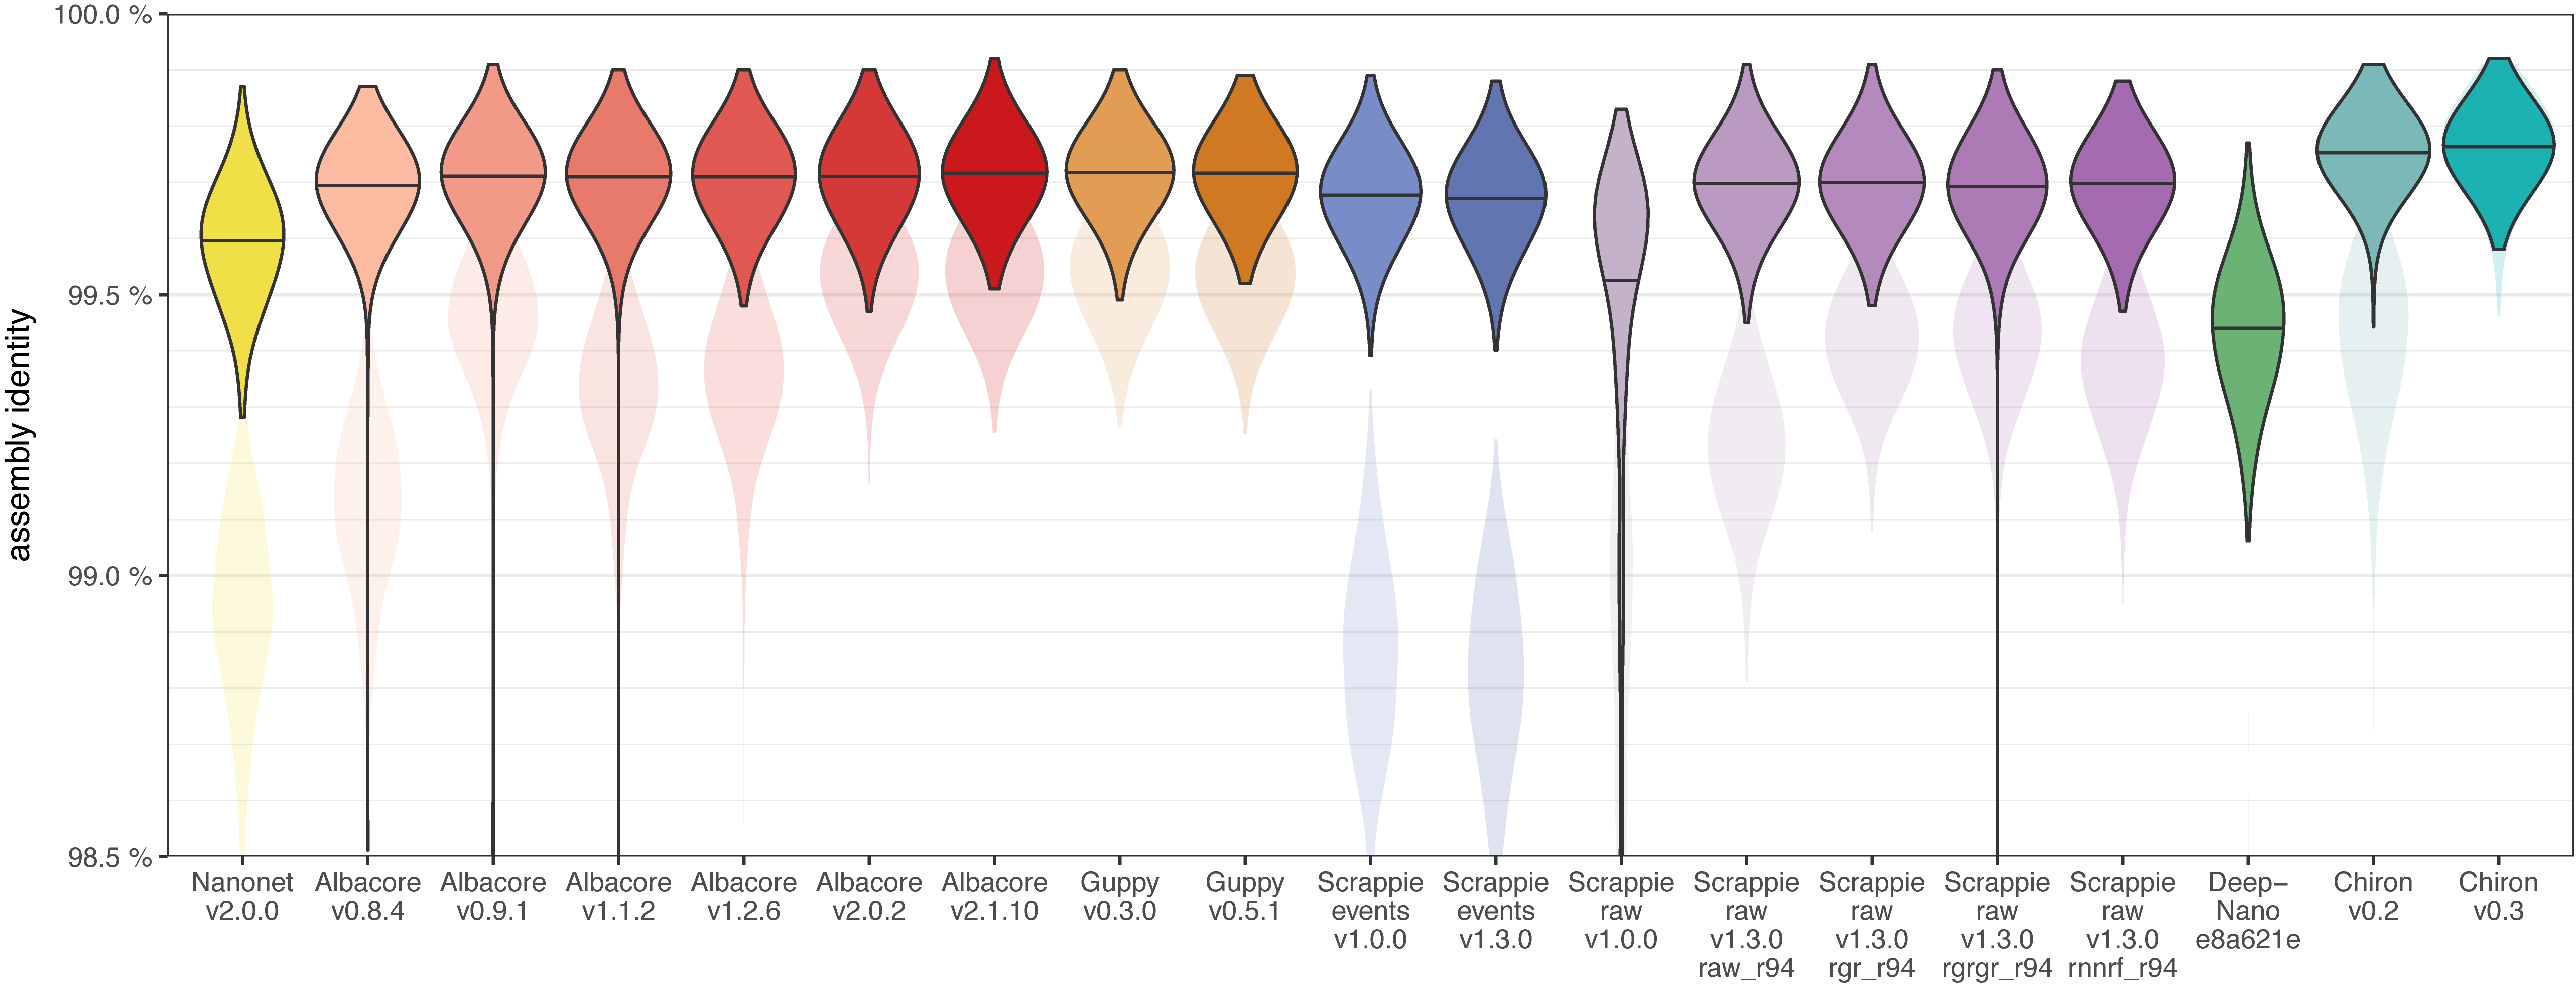 100.0 %
99.5 %
99.0 %
98.5 %
assembly identity
Nanonet
v2.0.0
Albacore
v0.8.4
Albacore
v0.9.1
Albacore
v1.1.2
Albacore
v1.2.6
Albacore
v2.0.2
Albacore
v2.1.10
Guppy
v0.3.0
Guppy
v0.5.1
Scrappie
events
v1.0.0
Scrappie
events
v1.3.0
Scrappie
raw
v1.0.0
Scrappie
raw
v1.3.0
raw_r94
Scrappie
raw
v1.3.0
rgr_r94
Scrappie
raw
v1.3.0
rgrgr_r94
Scrappie
raw
v1.3.0
rnnrf_r94
Deep−
Nano
e8a621e
Chiron
v0.2
Chiron
v0.3